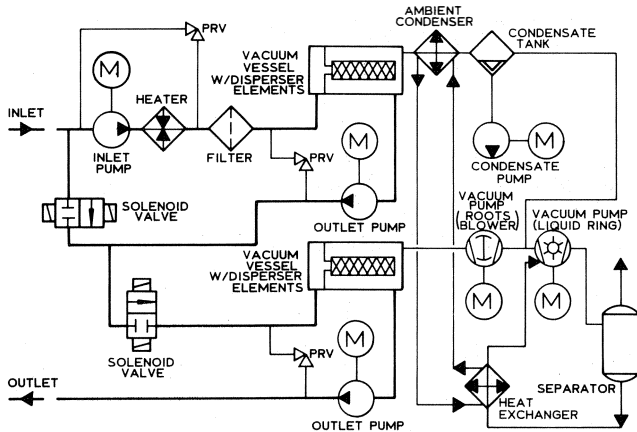 PRV
AMBIENT
CONDENSER
CONDENSATE
TANK
M
VACUUM
VESSEL
W/DISPERSER
ELEMENTS
HEATER
INLET
INLET
PUMP
FILTER
PRV
M
M
CONDENSATE
PUMP
SOLENOID
VALVE
OUTLET PUMP
VACUUM
PUMP
(ROOTS
BLOWER)
VACUUM PUMP
(LIQUID RING)
VACUUM
VESSEL
W/DISPERSER
ELEMENTS
M
M
SOLENOID
VALVE
PRV
M
OUTLET
OUTLET PUMP
HEAT
EXCHANGER
SEPARATOR